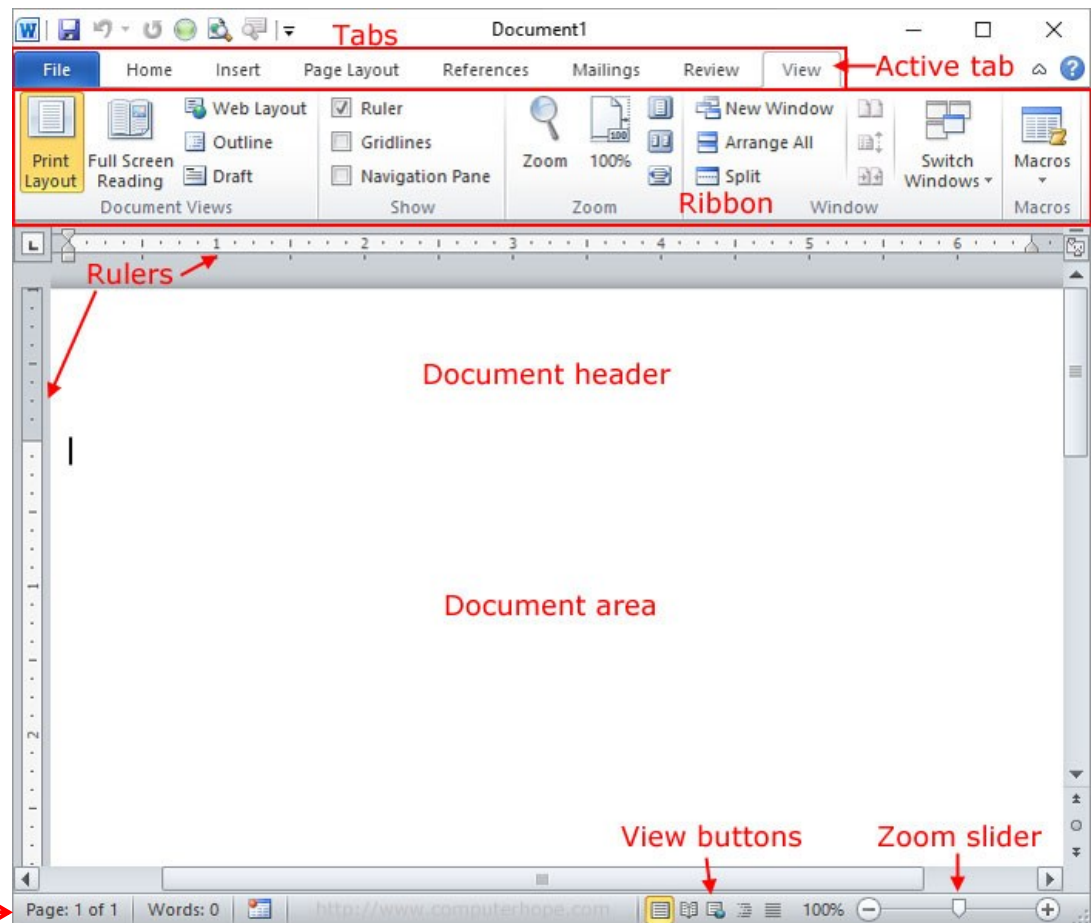 Tabs
Document1
File Home Insert Page Layout References Mailings Review View
Active tab
Print Layout
Full Screen Reading
Web Layout
Outline
Draft
Document Views
Ruler
Gridlines
Navigation Pane
Show
Zoom
100
100%
Zoom
New Window
Arrange All
Split
Switch Windows
Window
Macros
Macros
Ribbon
1 2 3 4 5 6
Rulers
Document header
1
Document area
2
View buttons
Zoom slider
Page: 1 of 1 Words: 0 http://www.computerhope.com 100%